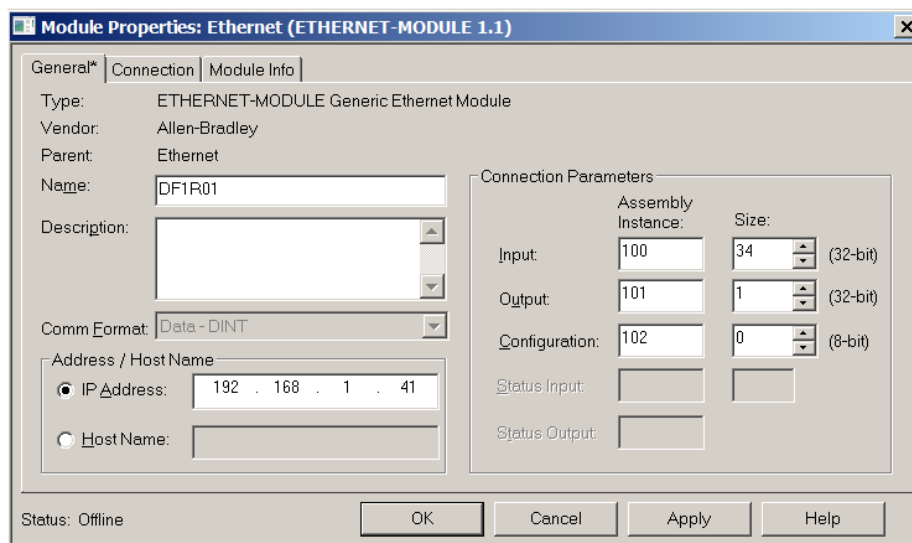 Module Properties: Ethernet (ETHERNET-MODULE 1.1)
General* Connection Module Info
Type: ETHERNET-MODULE Generic Ethernet Module
Vendor: Allen-Bradley
Parent: Ethernet
Name: DF1R01
Description:
Comm Format: Data - DINT
Address / Host Name
IP Address: 192 . 168 . 1 . 41
Host Name:
Connection Parameters
Assembly Instance: Size:
Input: 100 34 (32-bit)
Output: 101 1 (32-bit)
Configuration: 102 0 (8-bit)
Status Input:
Status Output:
Status: Offline
OK Cancel Apply Help